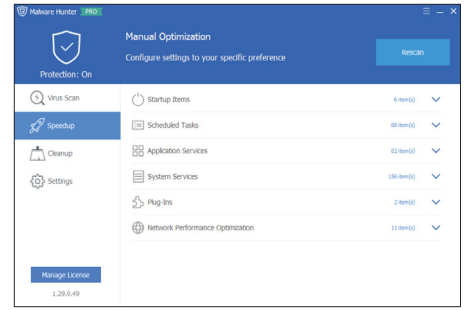 Malware Hunter PRO
Manual Optimization
Configure settings to your specific preference
Rescan
Protection: On
Virus Scan
Speedup
Cleanup
Settings
Startup Items 6 item(s)
Scheduled Tasks 88 item(s)
Application Services 82 item(s)
System Services 156 item(s)
Plug-Ins 2 item(s)
Network Performance Optimization 11 item(s)
Manage License
1.29.0.49